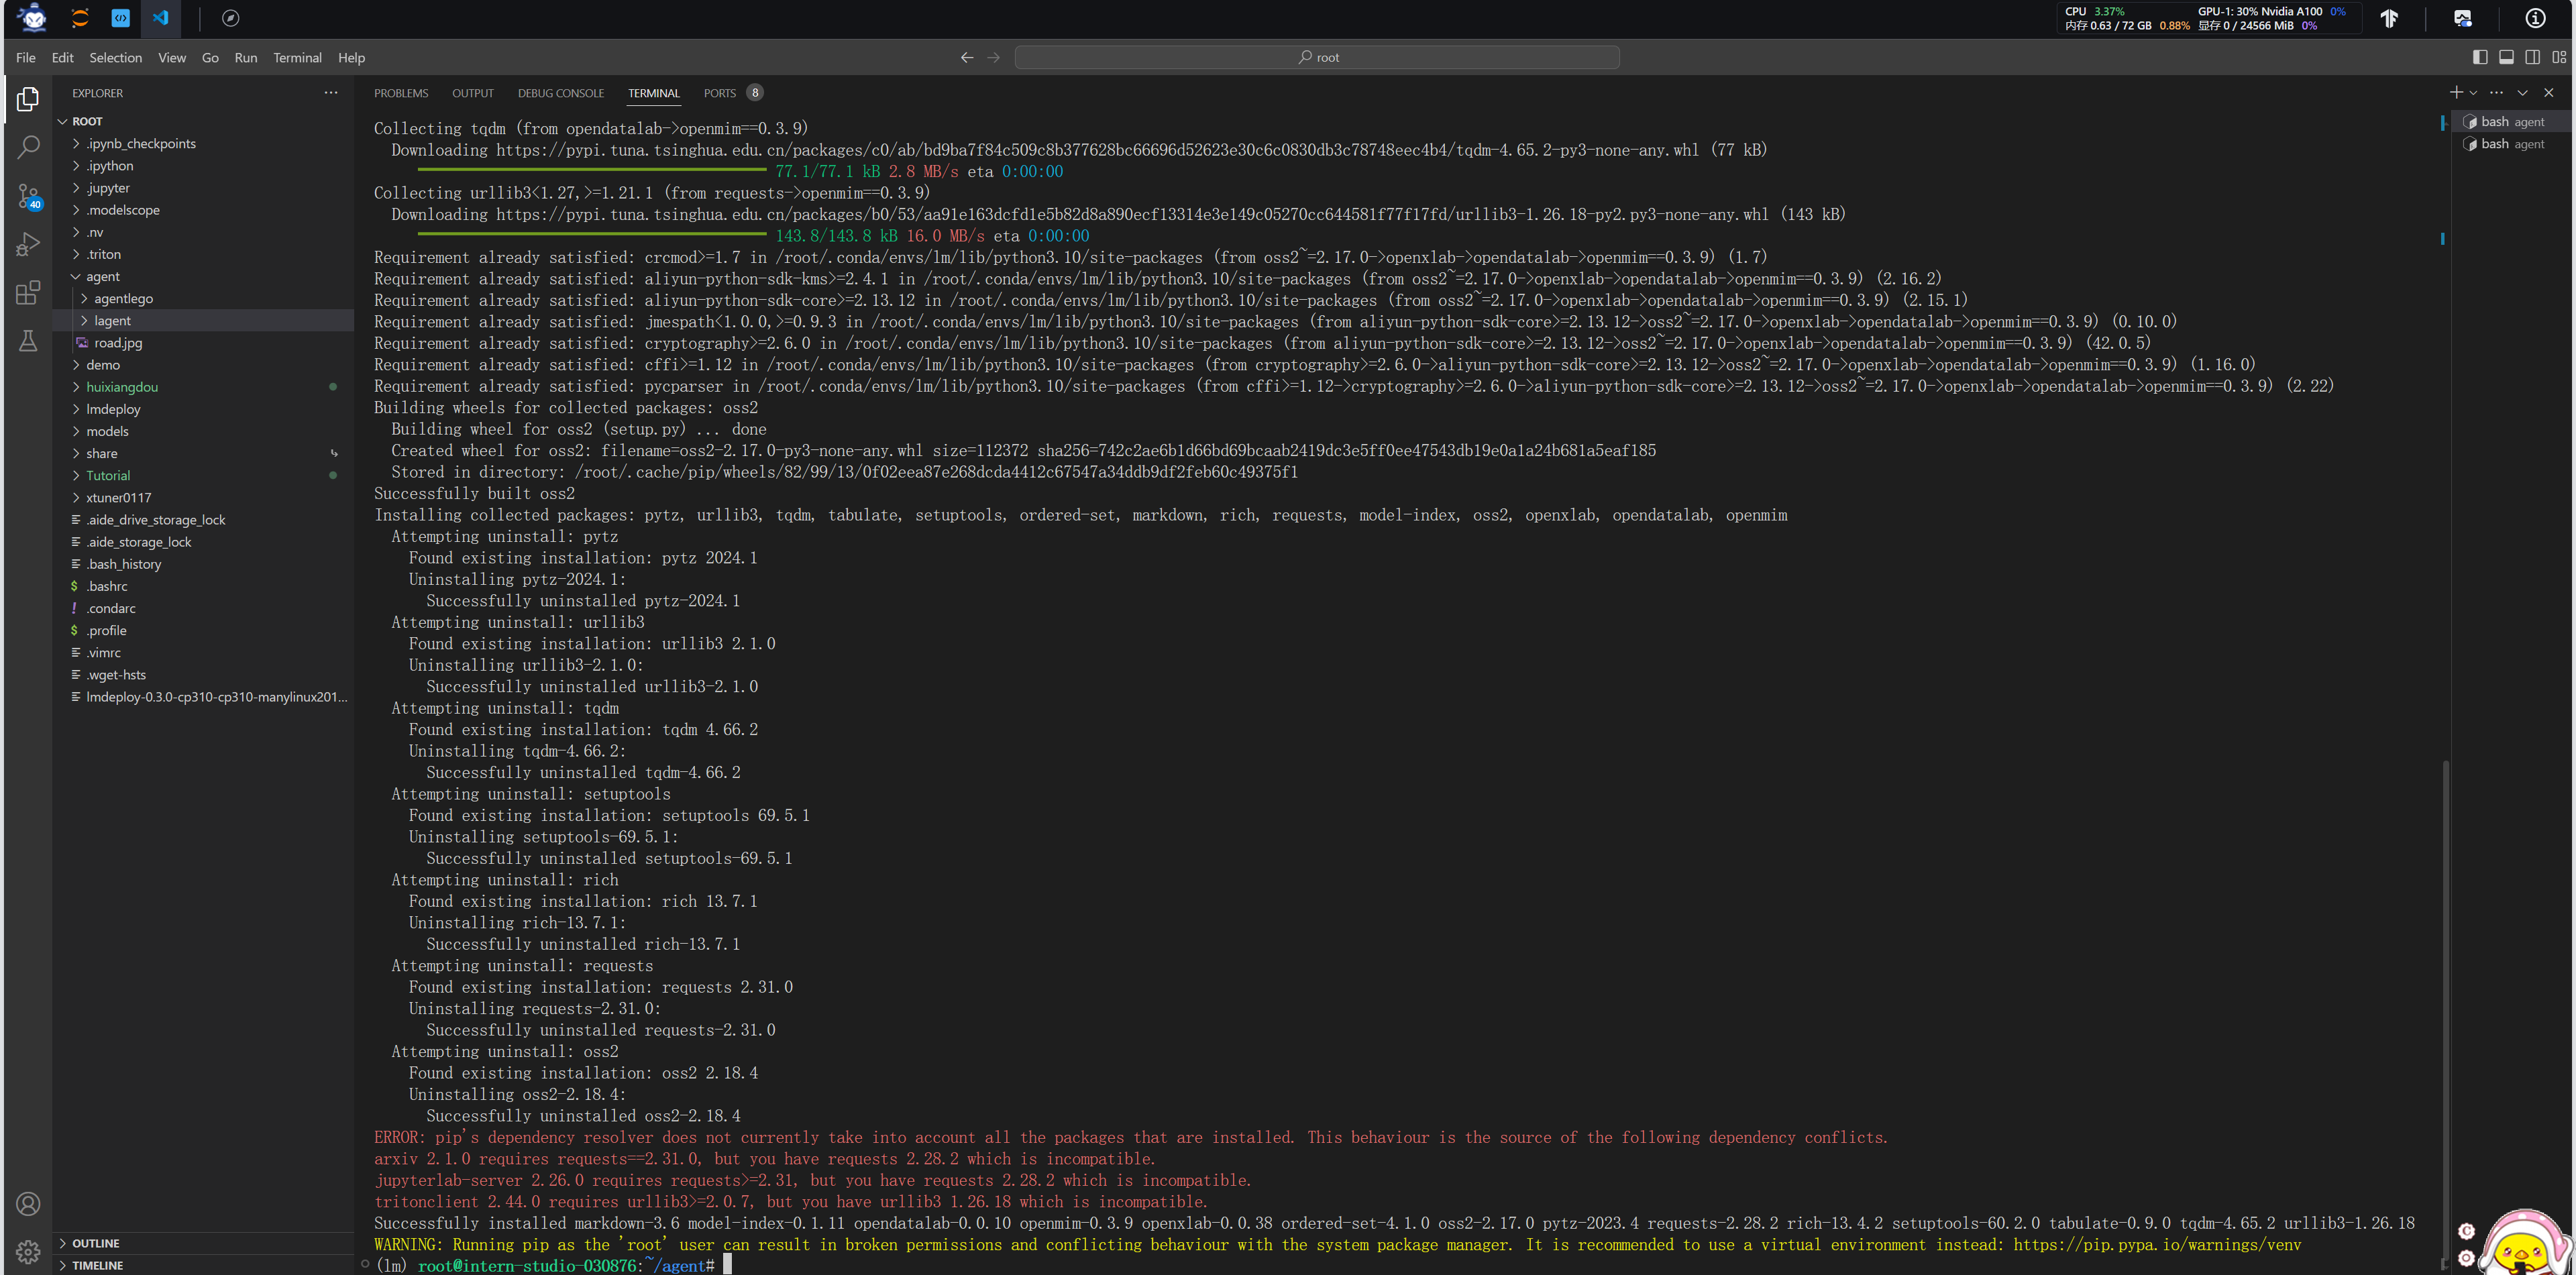 CPU 3.37% GPU-1: 30% Nvidia A100 0%
内存 0.63 / 72 GB 0.88% 显存 0 / 24566 MiB 0%
File Edit Selection View Go Run Terminal Help
root
EXPLORER
ROOT
.ipynb_checkpoints
.ipython
.jupyter
.modelscope
.nv
.triton
agent
agentlego
lagent
road.jpg
demo
huixiangdou
lmdeploy
models
share
Tutorial
xtuner0117
.aide_drive_storage_lock
.aide_storage_lock
.bash_history
.bashrc
.condarc
.profile
.vimrc
.wget-hsts
lmdeploy-0.3.0-cp310-cp310-manylinux201...
OUTLINE
TIMELINE
40
PROBLEMS OUTPUT DEBUG CONSOLE TERMINAL PORTS 8
bash agent
bash agent
Collecting tqdm (from opendatalab->openmim==0.3.9)
Downloading https://pypi.tuna.tsinghua.edu.cn/packages/c0/ab/bd9ba7f84c509c8b377628bc66696d52623e30c6c0830db3c78748eec4b4/tqdm-4.65.2-py3-none-any.whl (77 kB)
77.1/77.1 kB 2.8 MB/s eta 0:00:00
Collecting urllib3<1.27,>=1.21.1 (from requests->openmim==0.3.9)
Downloading https://pypi.tuna.tsinghua.edu.cn/packages/b0/53/aa91e163dcfd1e5b82d8a890ecf13314e3e149c05270cc644581f77f17fd/urllib3-1.26.18-py2.py3-none-any.whl (143 kB)
143.8/143.8 kB 16.0 MB/s eta 0:00:00
Requirement already satisfied: crcmod>=1.7 in /root/.conda/envs/lm/lib/python3.10/site-packages (from oss2~=2.17.0->openxlab->opendatalab->openmim==0.3.9) (1.7)
Requirement already satisfied: aliyun-python-sdk-kms>=2.4.1 in /root/.conda/envs/lm/lib/python3.10/site-packages (from oss2~=2.17.0->openxlab->opendatalab->openmim==0.3.9) (2.16.2)
Requirement already satisfied: aliyun-python-sdk-core>=2.13.12 in /root/.conda/envs/lm/lib/python3.10/site-packages (from oss2~=2.17.0->openxlab->opendatalab->openmim==0.3.9) (2.15.1)
Requirement already satisfied: jmespath<1.0.0,>=0.9.3 in /root/.conda/envs/lm/lib/python3.10/site-packages (from aliyun-python-sdk-core>=2.13.12->oss2~=2.17.0->openxlab->opendatalab->openmim==0.3.9) (0.10.0)
Requirement already satisfied: cryptography>=2.6.0 in /root/.conda/envs/lm/lib/python3.10/site-packages (from aliyun-python-sdk-core>=2.13.12->oss2~=2.17.0->openxlab->opendatalab->openmim==0.3.9) (42.0.5)
Requirement already satisfied: cffi>=1.12 in /root/.conda/envs/lm/lib/python3.10/site-packages (from cryptography>=2.6.0->aliyun-python-sdk-core>=2.13.12->oss2~=2.17.0->openxlab->opendatalab->openmim==0.3.9) (1.16.0)
Requirement already satisfied: pycparser in /root/.conda/envs/lm/lib/python3.10/site-packages (from cffi>=1.12->cryptography>=2.6.0->aliyun-python-sdk-core>=2.13.12->oss2~=2.17.0->openxlab->opendatalab->openmim==0.3.9) (2.22)
Building wheels for collected packages: oss2
Building wheel for oss2 (setup.py) ... done
Created wheel for oss2: filename=oss2-2.17.0-py3-none-any.whl size=112372 sha256=742c2ae6b1d66bd69bcaab2419dc3e5ff0ee47543db19e0a1a24b681a5eaf185
Stored in directory: /root/.cache/pip/wheels/82/99/13/0f02eea87e268dcda4412c67547a34ddb9df2feb60c49375f1
Successfully built oss2
Installing collected packages: pytz, urllib3, tqdm, tabulate, setuptools, ordered-set, markdown, rich, requests, model-index, oss2, openxlab, opendatalab, openmim
Attempting uninstall: pytz
Found existing installation: pytz 2024.1
Uninstalling pytz-2024.1:
Successfully uninstalled pytz-2024.1
Attempting uninstall: urllib3
Found existing installation: urllib3 2.1.0
Uninstalling urllib3-2.1.0:
Successfully uninstalled urllib3-2.1.0
Attempting uninstall: tqdm
Found existing installation: tqdm 4.66.2
Uninstalling tqdm-4.66.2:
Successfully uninstalled tqdm-4.66.2
Attempting uninstall: setuptools
Found existing installation: setuptools 69.5.1
Uninstalling setuptools-69.5.1:
Successfully uninstalled setuptools-69.5.1
Attempting uninstall: rich
Found existing installation: rich 13.7.1
Uninstalling rich-13.7.1:
Successfully uninstalled rich-13.7.1
Attempting uninstall: requests
Found existing installation: requests 2.31.0
Uninstalling requests-2.31.0:
Successfully uninstalled requests-2.31.0
Attempting uninstall: oss2
Found existing installation: oss2 2.18.4
Uninstalling oss2-2.18.4:
Successfully uninstalled oss2-2.18.4
ERROR: pip's dependency resolver does not currently take into account all the packages that are installed. This behaviour is the source of the following dependency conflicts.
arxiv 2.1.0 requires requests==2.31.0, but you have requests 2.28.2 which is incompatible.
jupyterlab-server 2.26.0 requires requests>=2.31, but you have requests 2.28.2 which is incompatible.
tritonclient 2.44.0 requires urllib3>=2.0.7, but you have urllib3 1.26.18 which is incompatible.
Successfully installed markdown-3.6 model-index-0.1.11 opendatalab-0.0.10 openmim-0.3.9 openxlab-0.0.38 ordered-set-4.1.0 oss2-2.17.0 pytz-2023.4 requests-2.28.2 rich-13.4.2 setuptools-60.2.0 tabulate-0.9.0 tqdm-4.65.2 urllib3-1.26.18
WARNING: Running pip as the 'root' user can result in broken permissions and conflicting behaviour with the system package manager. It is recommended to use a virtual environment instead: https://pip.pypa.io/warnings/venv
(lm) root@intern-studio-030876:~/agent#